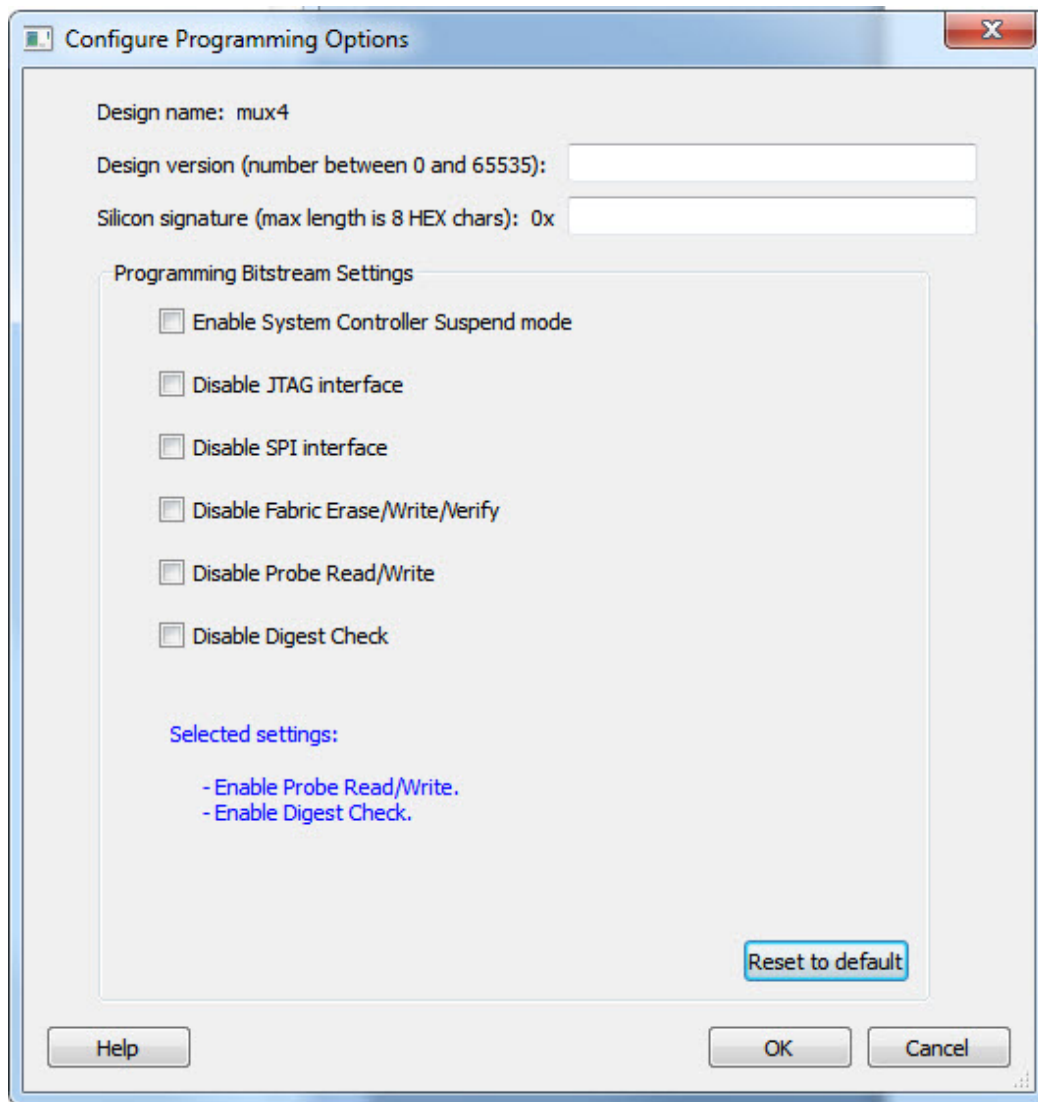 Configure Programming Options
Design name: mux4
Design version (number between 0 and 65535):
Silicon signature (max length is 8 HEX chars): 0x
Programming Bitstream Settings
Enable System Controller Suspend mode
Disable JTAG interface
Disable SPI interface
Disable Fabric Erase/Write/Verify
Disable Probe Read/Write
Disable Digest Check
Selected settings:
- Enable Probe Read/Write.
- Enable Digest Check.
Reset to default
Help OK Cancel